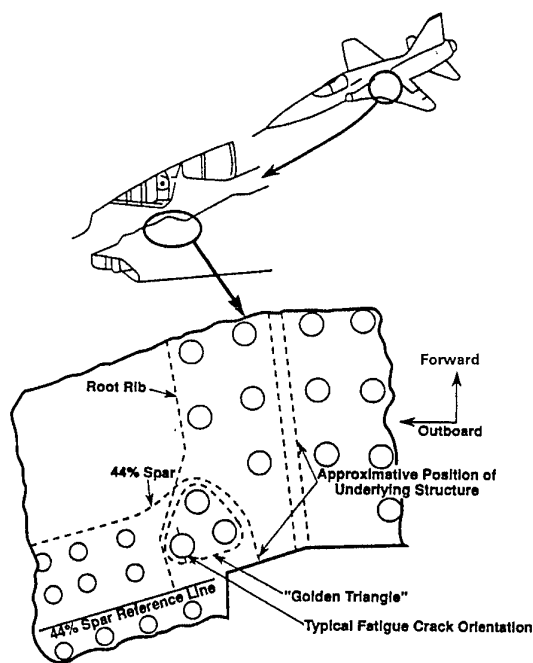 Forward
Root Rib
Outboard
44% Spar
Approximative Position of
Underlying Structure
44% Spar Reference Line
"Golden Triangle"
Typical Fatigue Crack Orientation